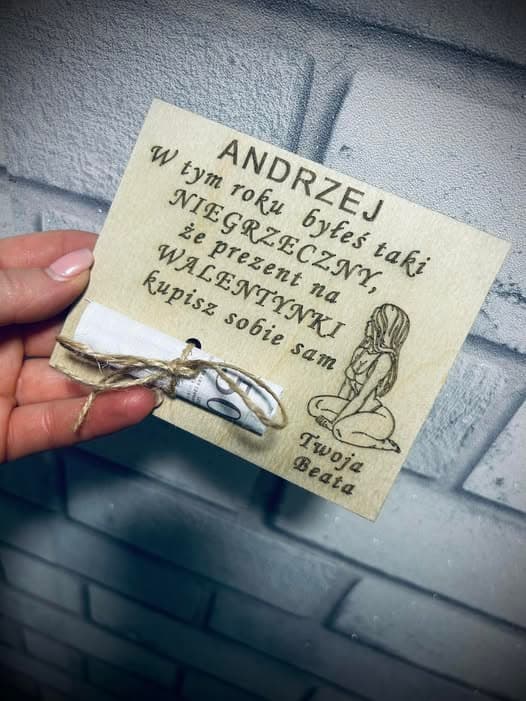 ANDRZEJ
W tym roku byłeś taki
NIEGRZECZNY,
że prezent na
WALENTYNKI
kupisz sobie sam
Twoja
Beata